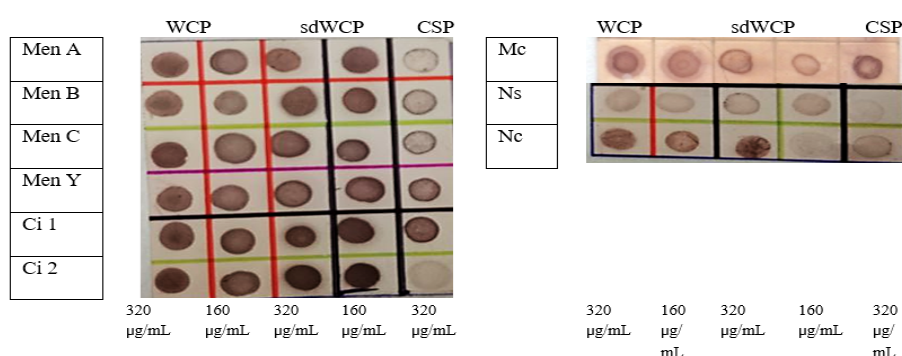 WCP sdWCP CSP
Men A
Men B
Men C
Men Y
Ci 1
Ci 2
320 µg/mL 160 µg/mL 320 µg/mL 160 µg/mL 320 µg/mL
WCP sdWCP CSP
Mc
Ns
Nc
320 µg/mL 160 µg/ mL 320 µg/mL 160 µg/mL 320 µg/ mL